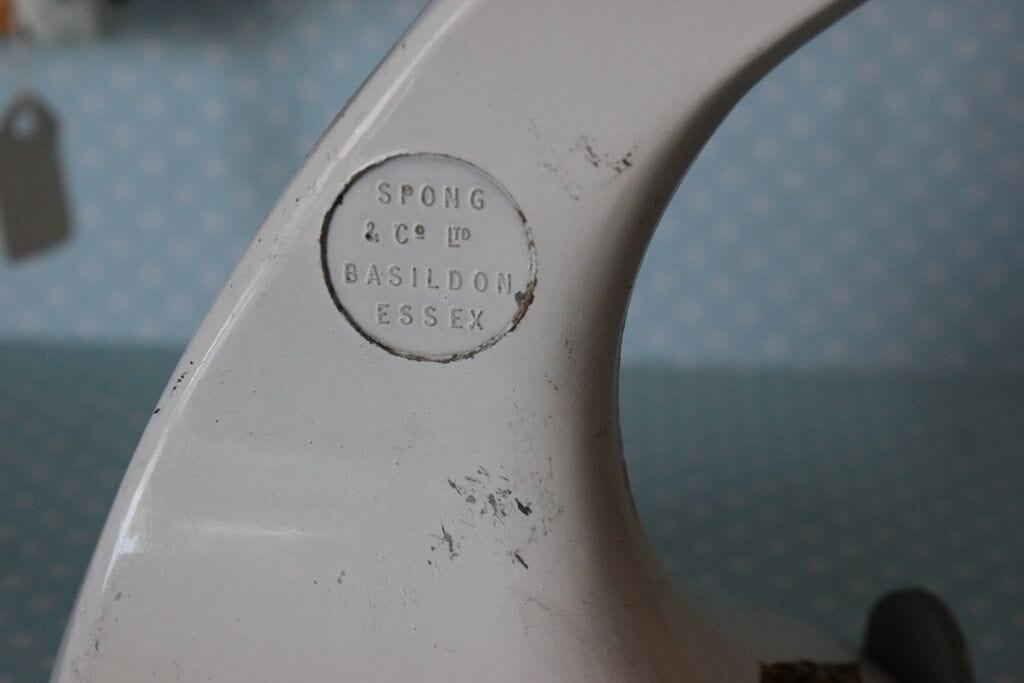 SPONG
& Cº LTD
BASILDON
ESSEX